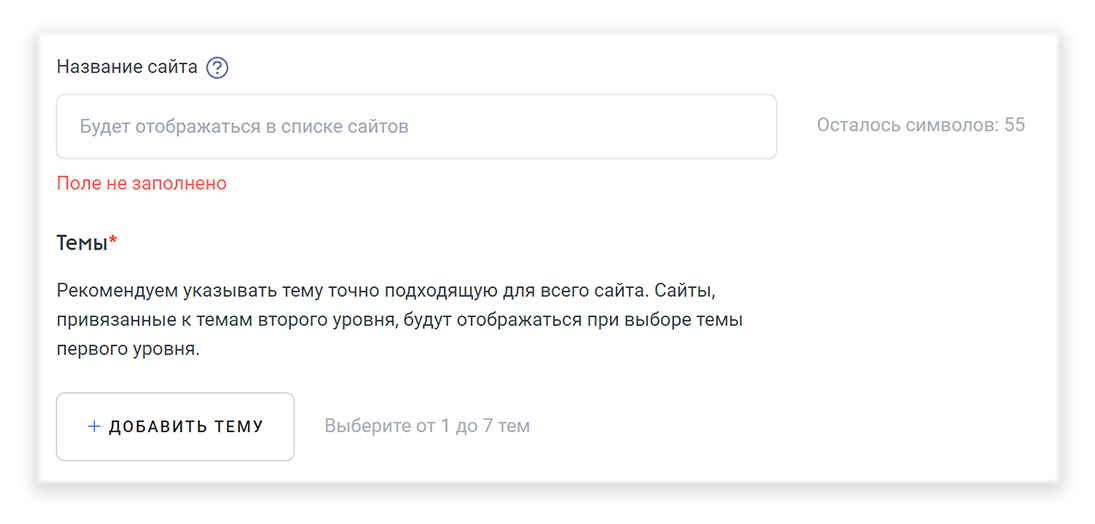 Название сайта ?
Будет отображаться в списке сайтов
Осталось символов: 55
Поле не заполнено
Темы*
Рекомендуем указывать тему точно подходящую для всего сайта. Сайты,
привязанные к темам второго уровня, будут отображаться при выборе темы
первого уровня.
+ ДОБАВИТЬ ТЕМУ
Выберите от 1 до 7 тем